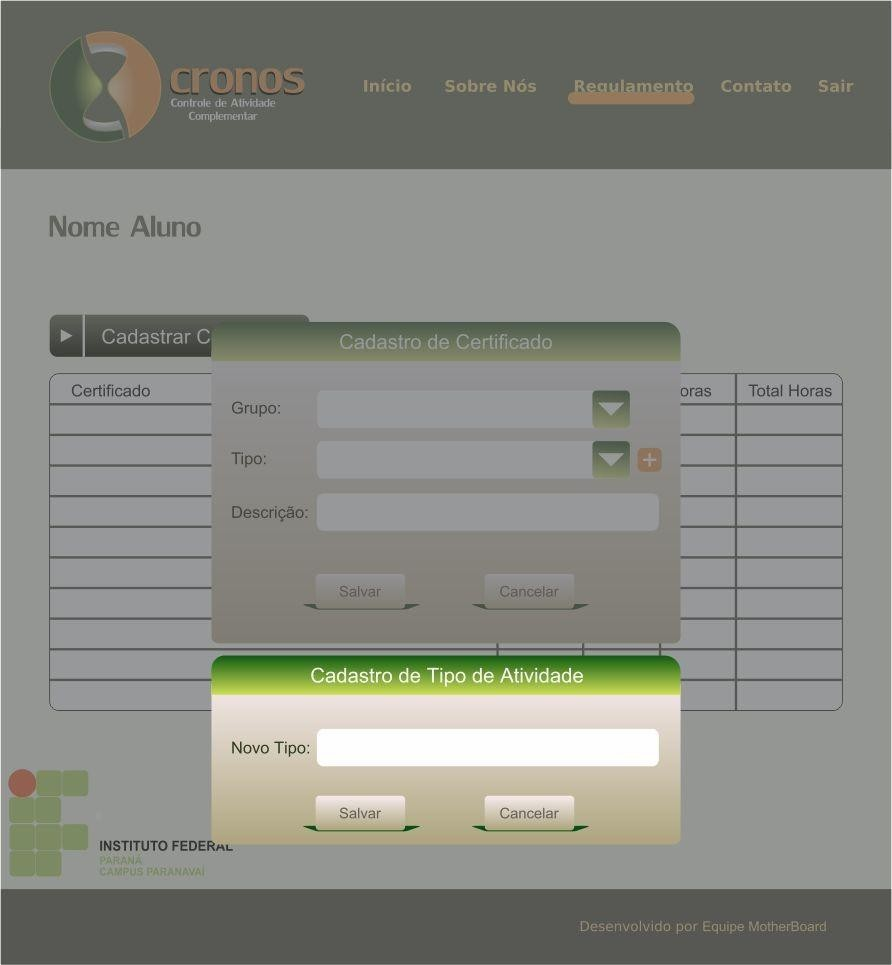 cronos
Controle de Atividade
Complementar
Início Sobre Nós Regulamento Contato Sair
Nome Aluno
Cadastrar C
Cadastro de Certificado
Certificado
oras Total Horas
Grupo:
Tipo:
+
Descrição:
Salvar Cancelar
Cadastro de Tipo de Atividade
Novo Tipo:
Salvar Cancelar
INSTITUTO FEDERAL
PARANÁ
CAMPUS PARANAVAÍ
Desenvolvido por Equipe MotherBoard